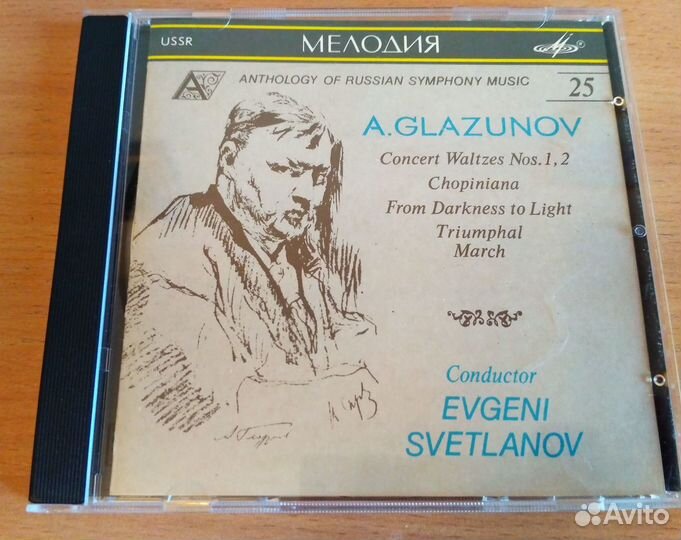 USSR
МЕЛОДИЯ
ANTHOLOGY OF RUSSIAN SYMPHONY MUSIC
25
A.GLAZUNOV
Concert Waltzes Nos.1,2
Chopiniana
From Darkness to Light
Triumphal
March
Conductor
EVGENI
SVETLANOV
Avito